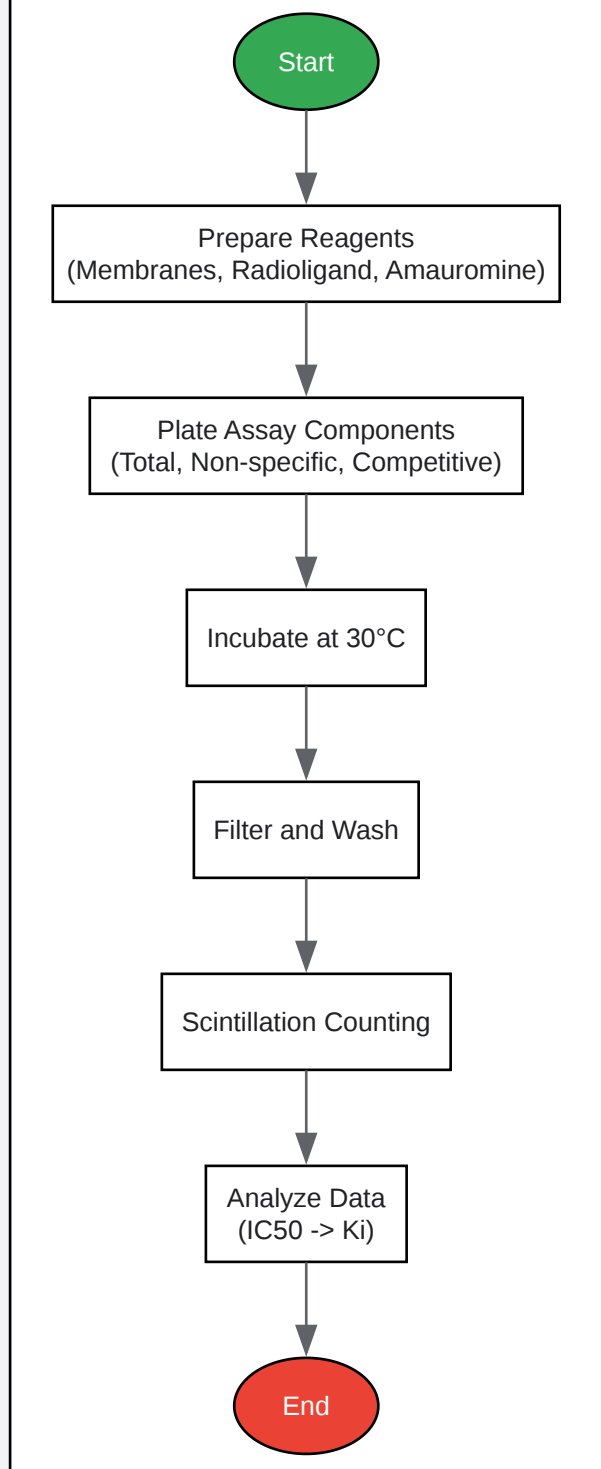 Start
Prepare Reagents
(Membranes, Radioligand, Amauromine)
Plate Assay Components
(Total, Non-specific, Competitive)
Incubate at 30°C
Filter and Wash
Scintillation Counting
Analyze Data
(IC50 -> Ki)
End